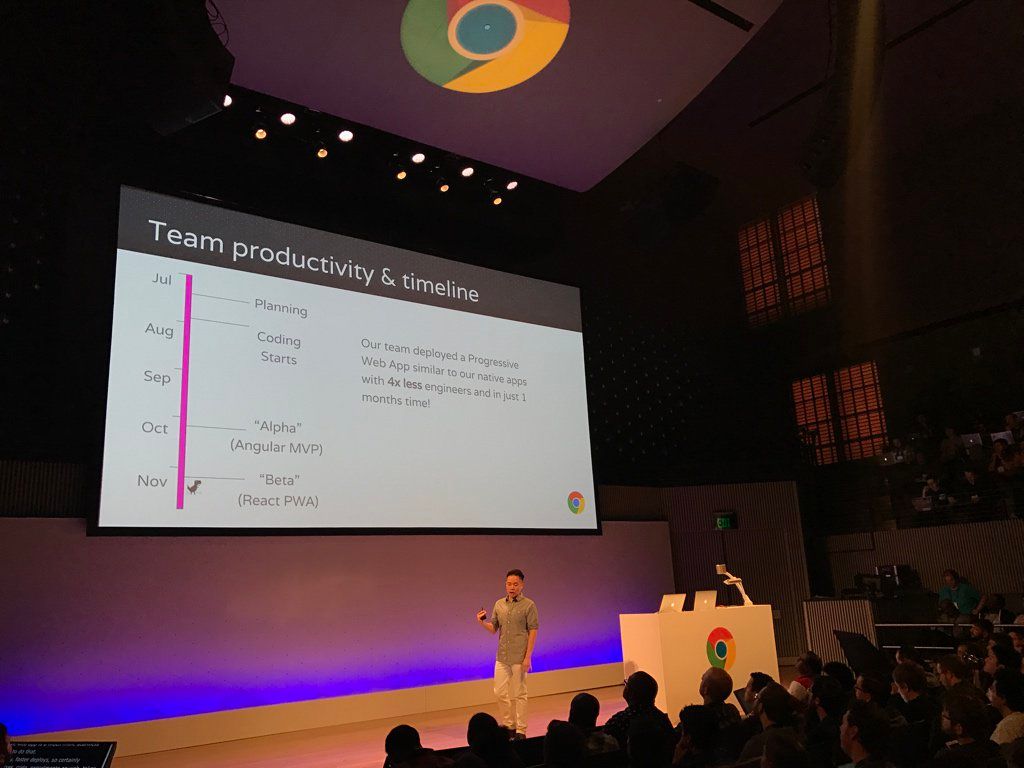 Team productivity & timeline
Jul
Planning
Aug
Coding
Starts
Our team deployed a Progressive
Web App similar to our native apps
with 4x less engineers and in just 1
months time!
Sep
Oct
“Alpha”
(Angular MVP)
Nov
“Beta”
(React PWA)
EXIT
to do that.
faster deploys, so certainly